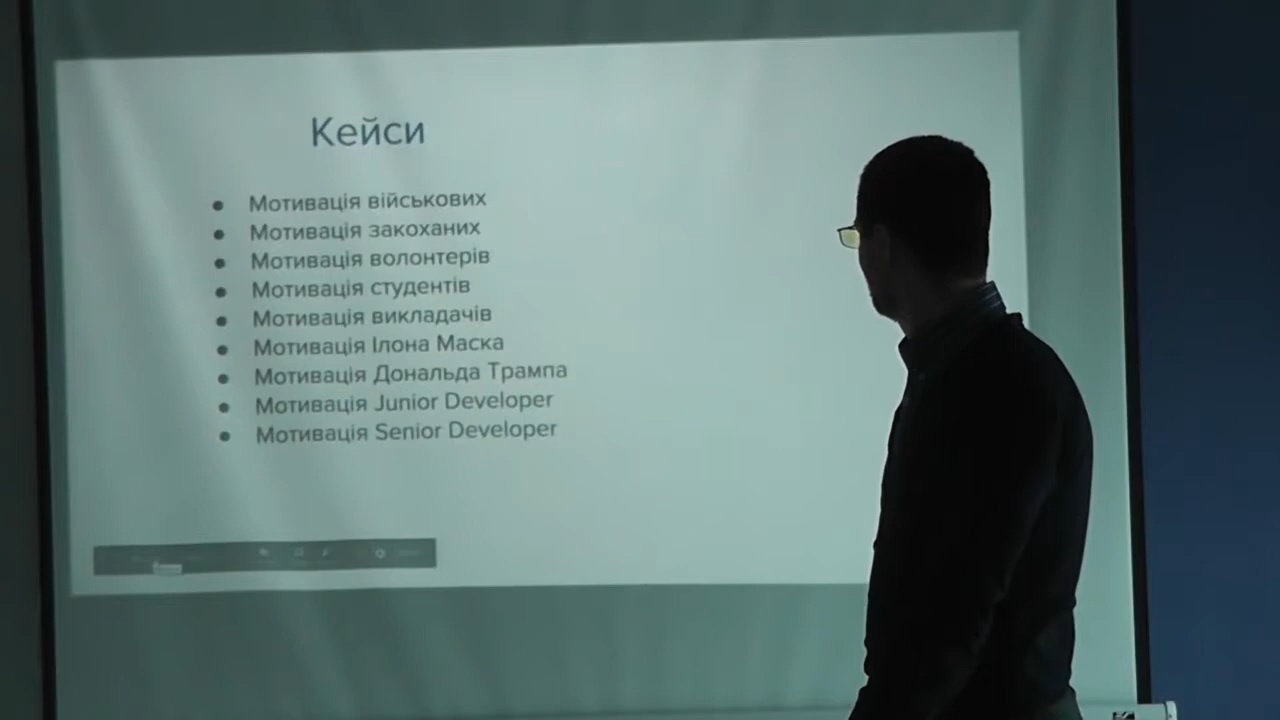 Кейси
Мотивація військових
Мотивація закоханих
Мотивація волонтерів
Мотивація студентів
Мотивація викладачів
Мотивація Ілона Маска
Мотивація Дональда Трампа
Мотивація Junior Developer
Мотивація Senior Developer